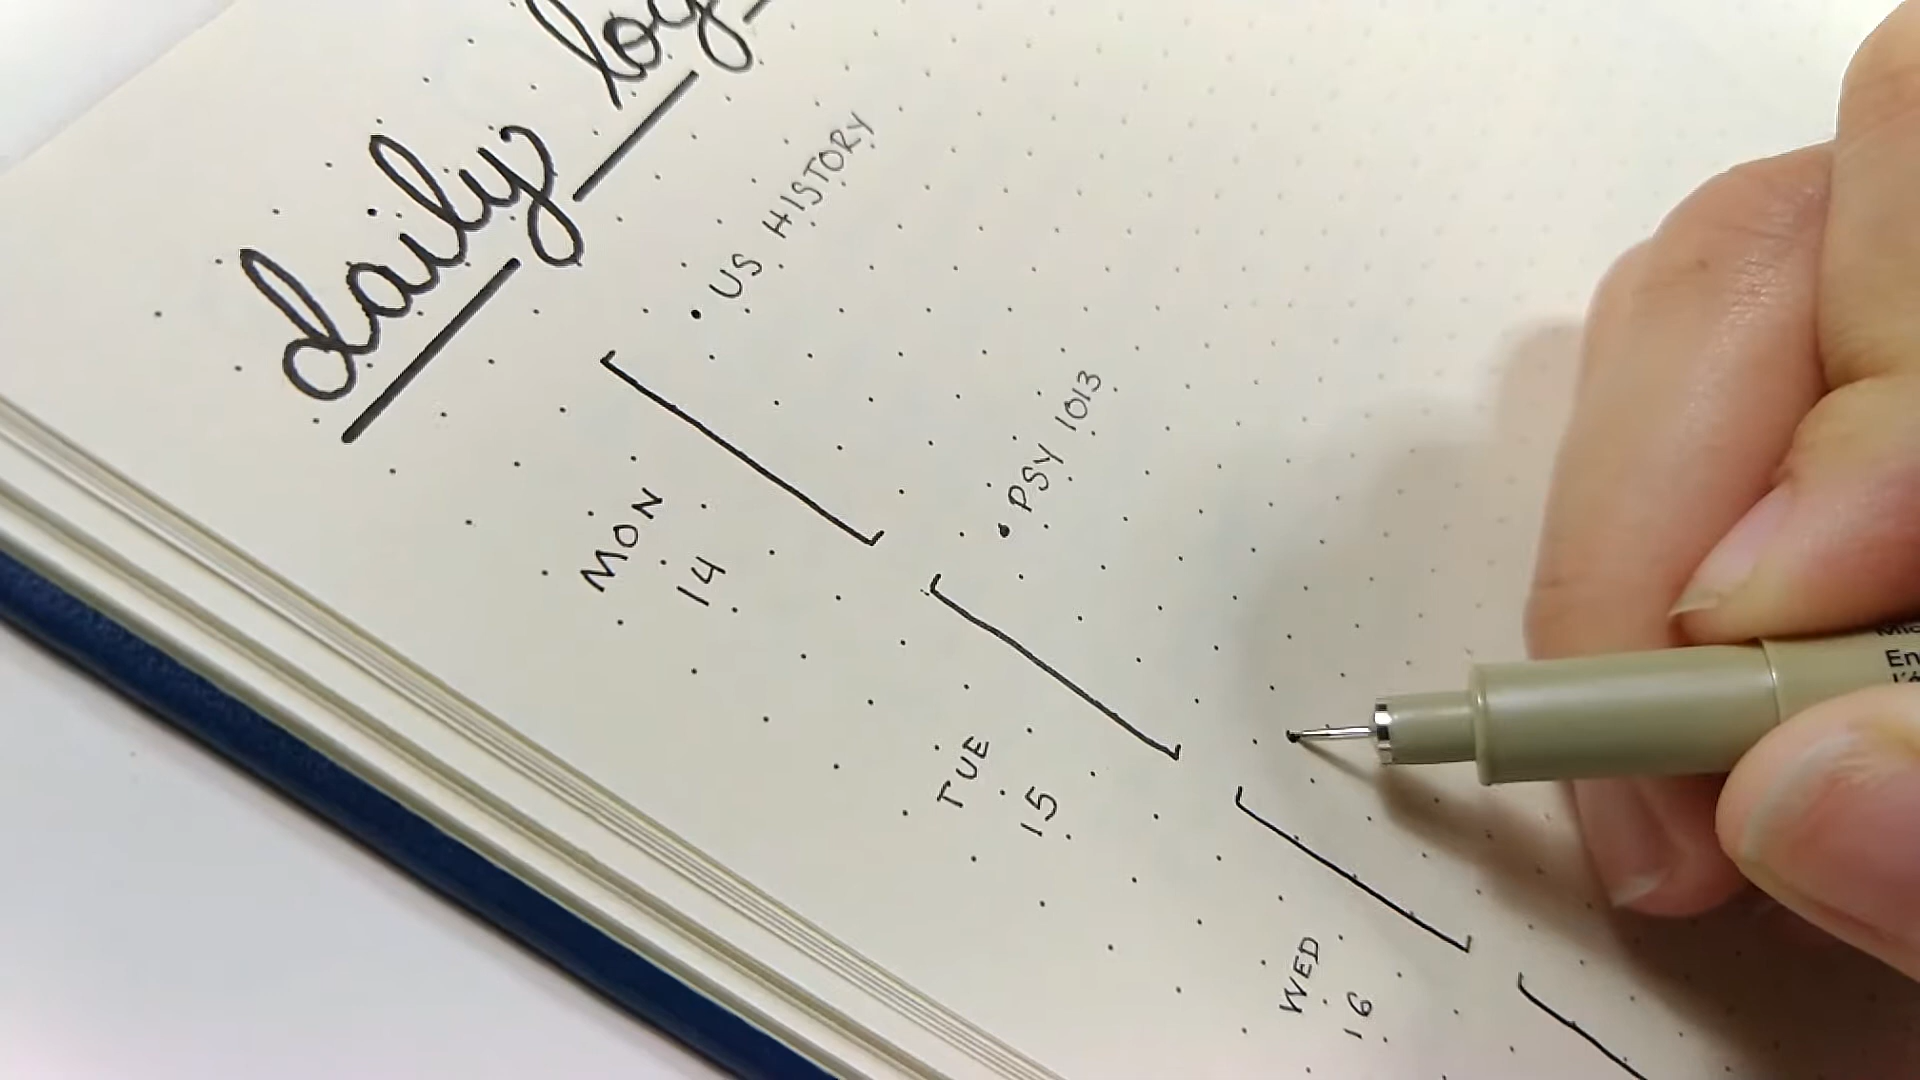 daily log
• US HISTORY
MON
14
• PSY 1013
TUE
15
WED
16